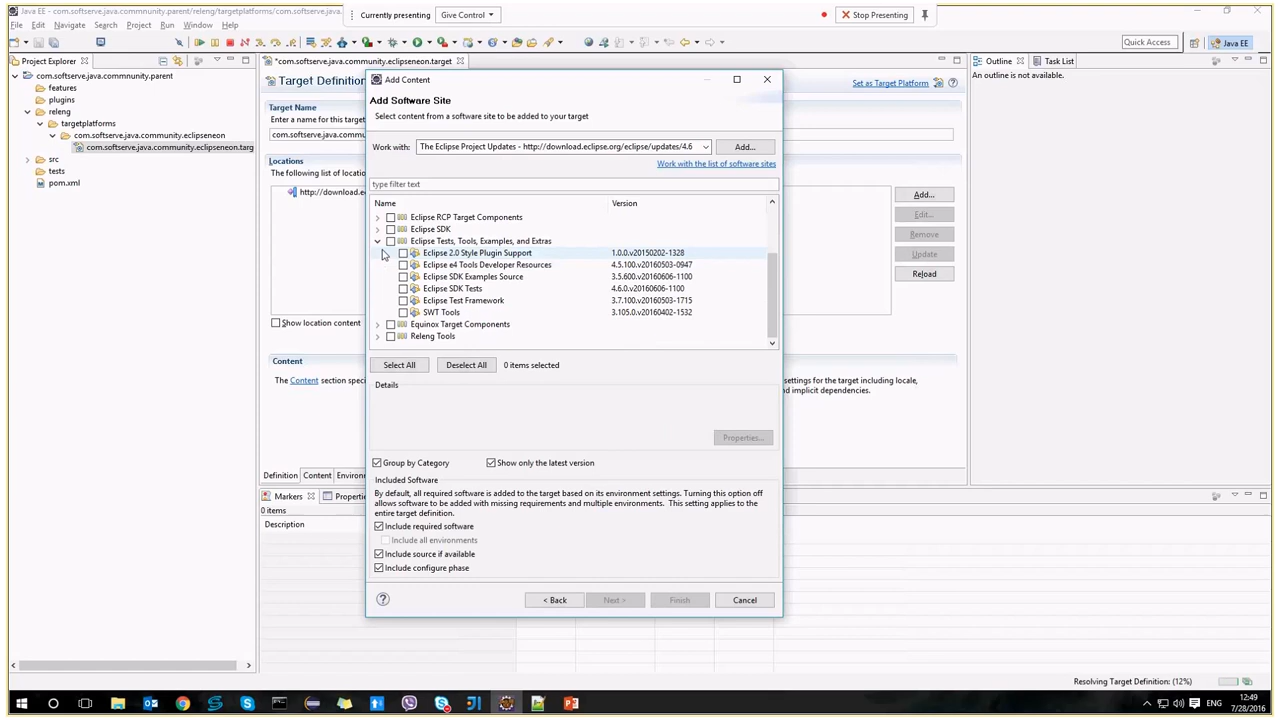 Java EE - com.softserve.java.commnunity.parent/releng/targetplatforms/com.softserve.java.commu
Currently presenting
Give Control
Stop Presenting
File Edit Navigate Search Project Run Window Help
Quick Access
Java EE
Project Explorer
*com.softserve.java.community.eclipseneon.target
Outline
Task List
com.softserve.java.commnunity.parent
features
plugins
releng
targetplatforms
com.softserve.java.community.eclipseneon
com.softserve.java.community.eclipseneon.targ
src
tests
pom.xml
Target Definition
Set as Target Platform
An outline is not available.
Target Name
Enter a name for this
com.softserve.java.commu
Locations
The following list of
http://download.e
Add...
Edit...
Remove
Update
Reload
Show location content
Content
The Content section speci
settings for the target including locale,
and implicit dependencies.
Definition
Content
Environm
Markers
Properti
0 items
Description
Add Content
Add Software Site
Select content from a software site to be added to your target
Work with:
The Eclipse Project Updates - http://download.eclipse.org/eclipse/updates/4.6
Add...
Work with the list of software sites
type filter text
Name Version
Eclipse RCP Target Components
Eclipse SDK
Eclipse Tests, Tools, Examples, and Extras
Eclipse 2.0 Style Plugin Support 1.0.0.v20150202-1328
Eclipse e4 Tools Developer Resources 4.5.100.v20160503-0947
Eclipse SDK Examples Source 3.5.600.v20160606-1100
Eclipse SDK Tests 4.6.0.v20160606-1100
Eclipse Test Framework 3.7.100.v20160503-1715
SWT Tools 3.105.0.v20160402-1532
Equinox Target Components
Releng Tools
Select All
Deselect All
0 items selected
Details
Properties...
Group by Category
Show only the latest version
Included Software
By default, all required software is added to the target based on its environment settings. Turning this option off
allows software to be added with missing requirements and multiple environments. This setting applies to the
entire target definition.
Include required software
Include all environments
Include source if available
Include configure phase
< Back
Next >
Finish
Cancel
Resolving Target Definition: (12%)
ENG
12:49
7/28/2016